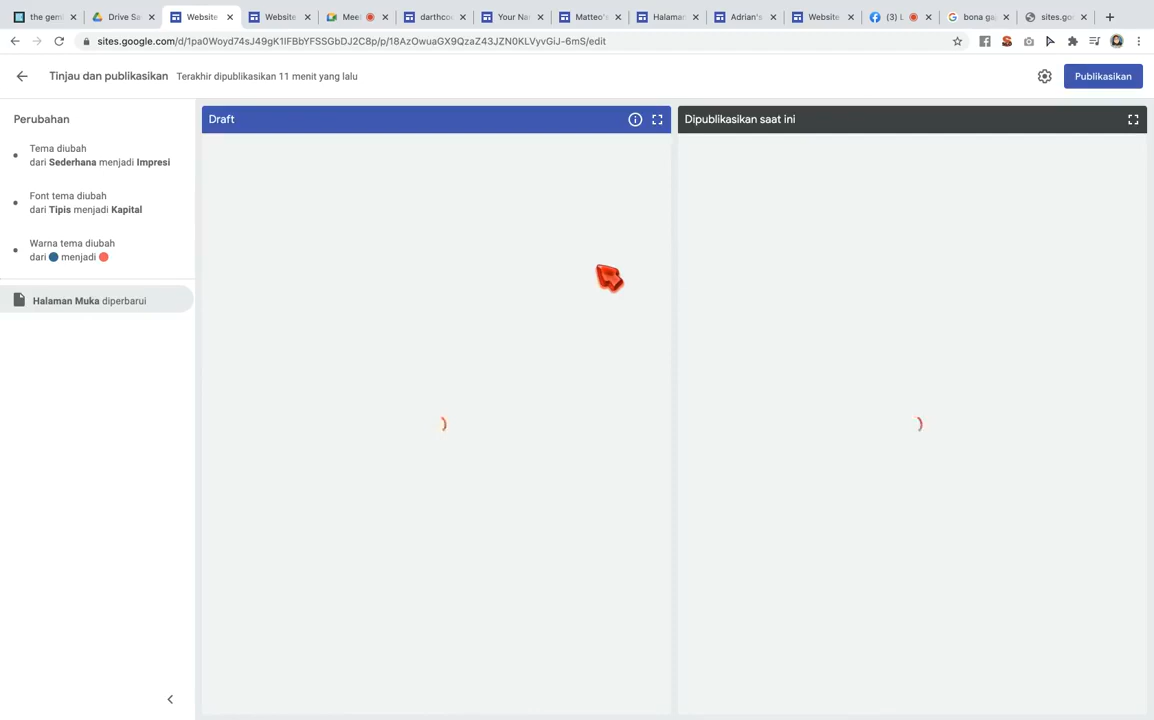 the gem
Drive Sa
Website
Website
Meet
darthco
Your Na
Matteo's
Halaman
Adrian's
Website
(3) L
bona ga
sites.goo
sites.google.com/d/1pa0Woyd74sJ49gK1IFBbYFSSGbDJ2C8p/p/18AzOwuaGX9QzaZ43JZN0KLVyvGiJ-6mS/edit
Tinjau dan publikasikan
Terakhir dipublikasikan 11 menit yang lalu
Publikasikan
Perubahan
Tema diubah
dari Sederhana menjadi Impresi
Font tema diubah
dari Tipis menjadi Kapital
Warna tema diubah
dari menjadi
Halaman Muka diperbarui
Draft
Dipublikasikan saat ini